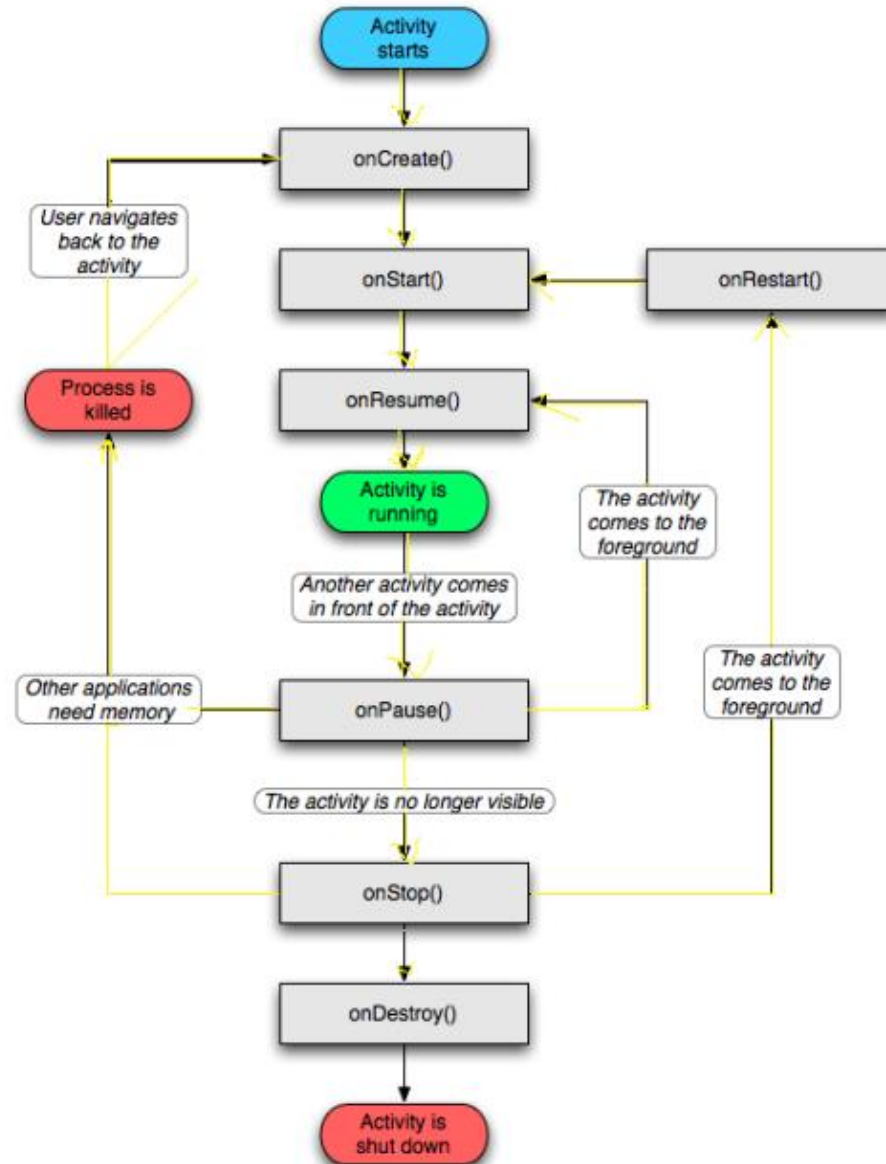 Activity
starts
onCreate()
User navigates
back to the
activity
onStart()
onRestart()
Process is
killed
onResume()
Activity is
running
The activity
comes to the
foreground
Another activity comes
in front of the activity
Other applications
need memory
onPause()
The activity
comes to the
foreground
The activity is no longer visible
onStop()
onDestroy()
Activity is
shut down